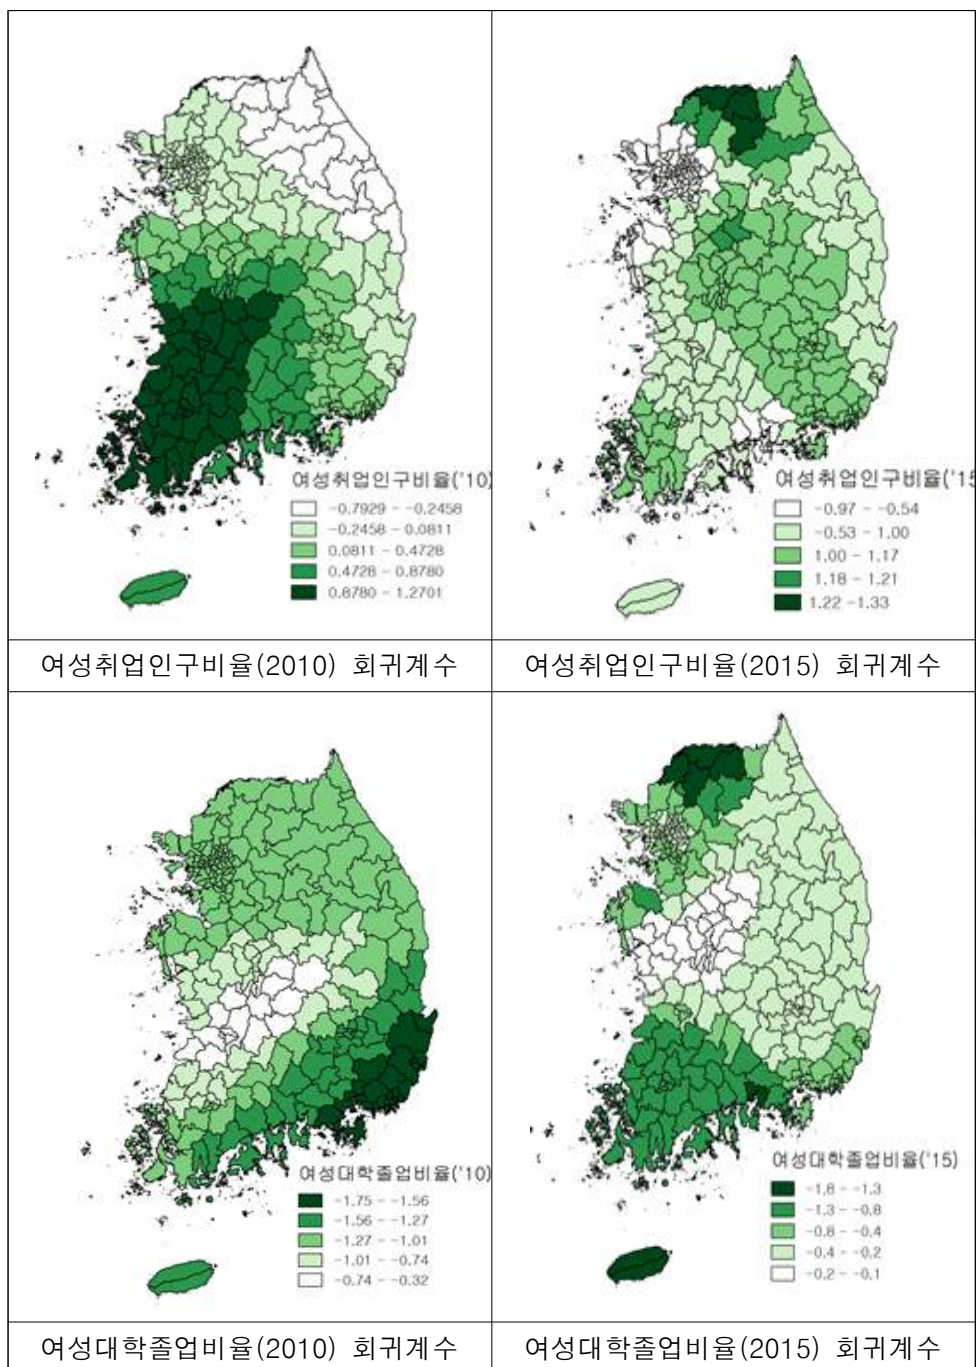 여성취업인구비율('10)
-0.7929 - -0.2458
-0.2458 - 0.0811
0.0811 - 0.4728
0.4728 - 0.8780
0.8780 - 1.2701
여성취업인구비율('15
-0.97 - -0.54
-0.53 - 1.00
1.00 - 1.17
1.18 - 1.21
1.22 -1.33
여성취업인구비율(2010) 회귀계수
여성취업인구비율(2015) 회귀계수
여성대학졸업비율('10)
-1.75 - -1.56
-1.56 - -1.27
-1.27 - -1.01
-1.01 - -0.74
-0.74 - -0.32
여성대학졸업비율('15)
-1.8 - -1.3
-1.3 - -0.8
-0.8 - -0.4
-0.4 - -0.2
-0.2 - -0.1
여성대학졸업비율(2010) 회귀계수
여성대학졸업비율(2015) 회귀계수